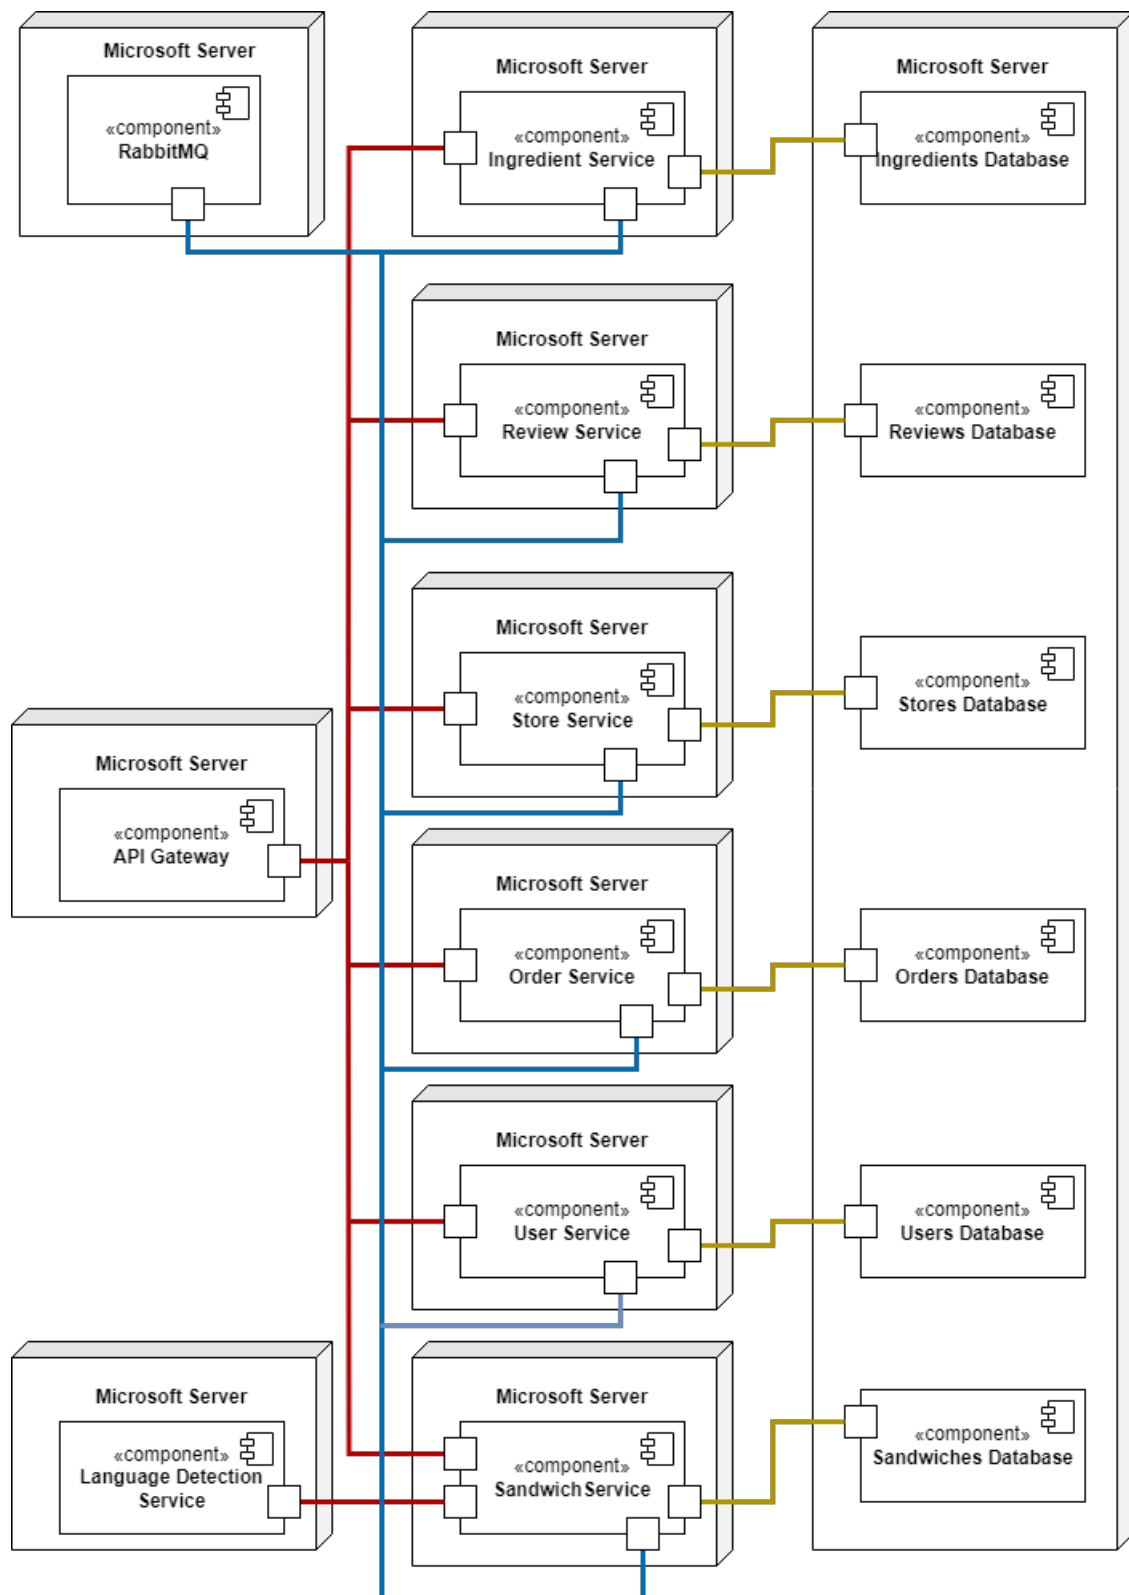 Microsoft Server
«component»
RabbitMQ
Microsoft Server
«component»
Ingredient Service
Microsoft Server
«component»
Ingredients Database
Microsoft Server
«component»
Review Service
«component»
Reviews Database
Microsoft Server
«component»
Store Service
«component»
Stores Database
Microsoft Server
«component»
API Gateway
Microsoft Server
«component»
Order Service
«component»
Orders Database
Microsoft Server
«component»
User Service
«component»
Users Database
Microsoft Server
«component»
Language Detection
Service
Microsoft Server
«component»
Sandwich Service
«component»
Sandwiches Database